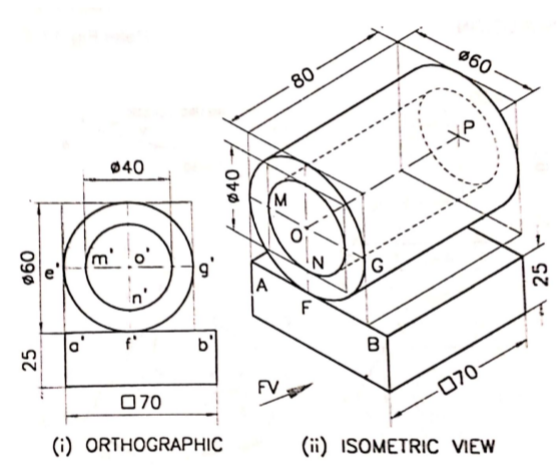 80
ø60
ø40
P
ø40
M
O
N
G
ø60
e'
m'
o'
g'
n'
A
F
25
25
a'
f'
b'
B
FV
□70
□70
(i) ORTHOGRAPHIC
(ii) ISOMETRIC VIEW